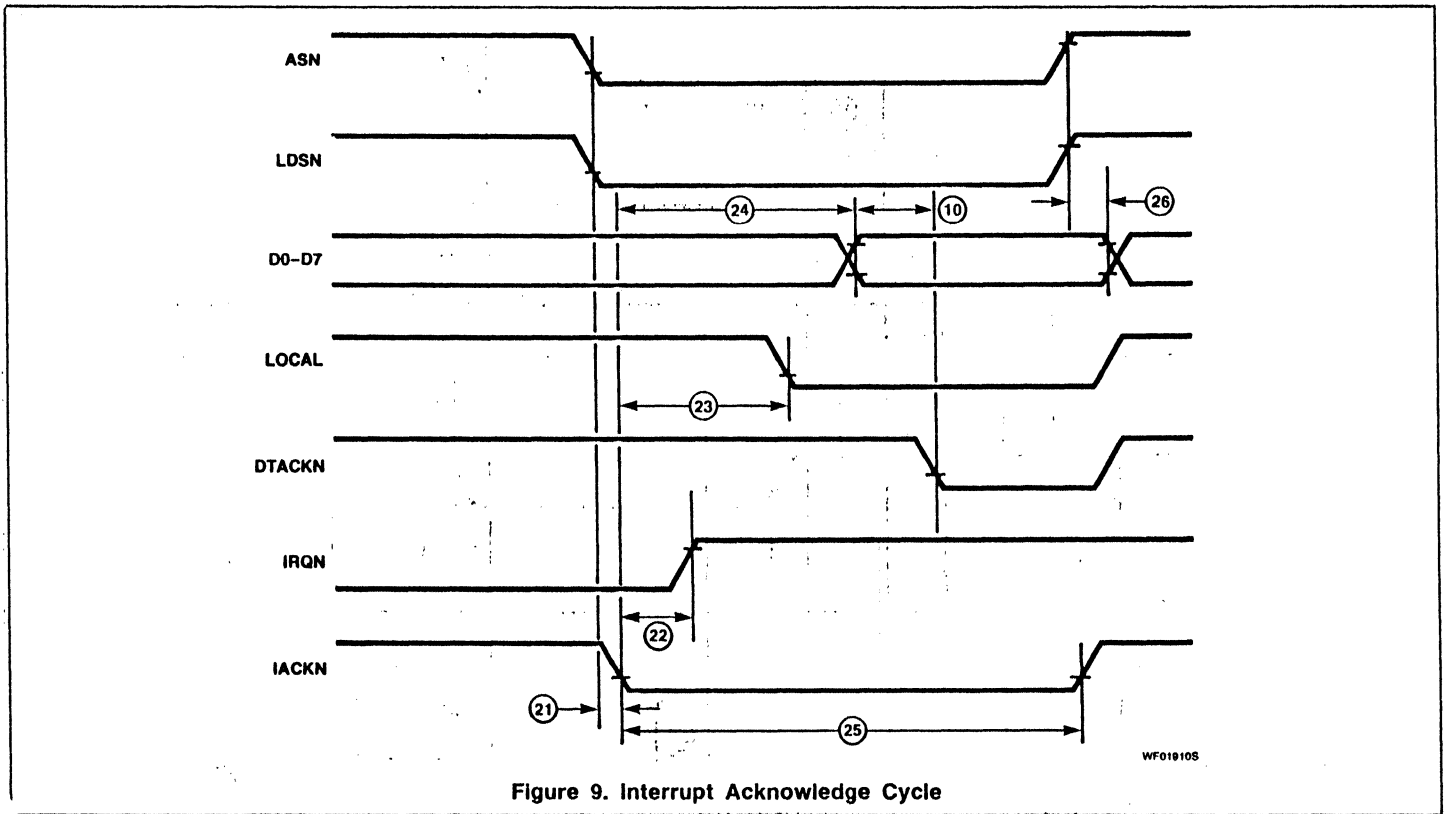 ASN
LDSN
24
10
26
D0–D7
LOCAL
23
DTACKN
IRQN
22
IACKN
21
25
WF01910S
Figure 9. Interrupt Acknowledge Cycle